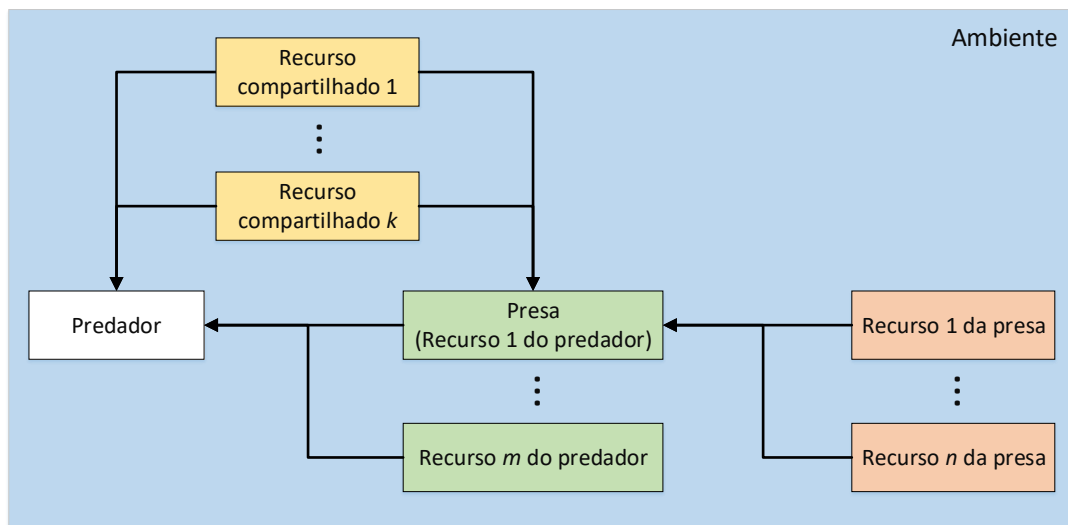 Ambiente
Recurso
compartilhado 1
⋮
Recurso
compartilhado k
Predador
Presa
(Recurso 1 do predador)
Recurso 1 da presa
⋮
⋮
Recurso m do predador
Recurso n da presa